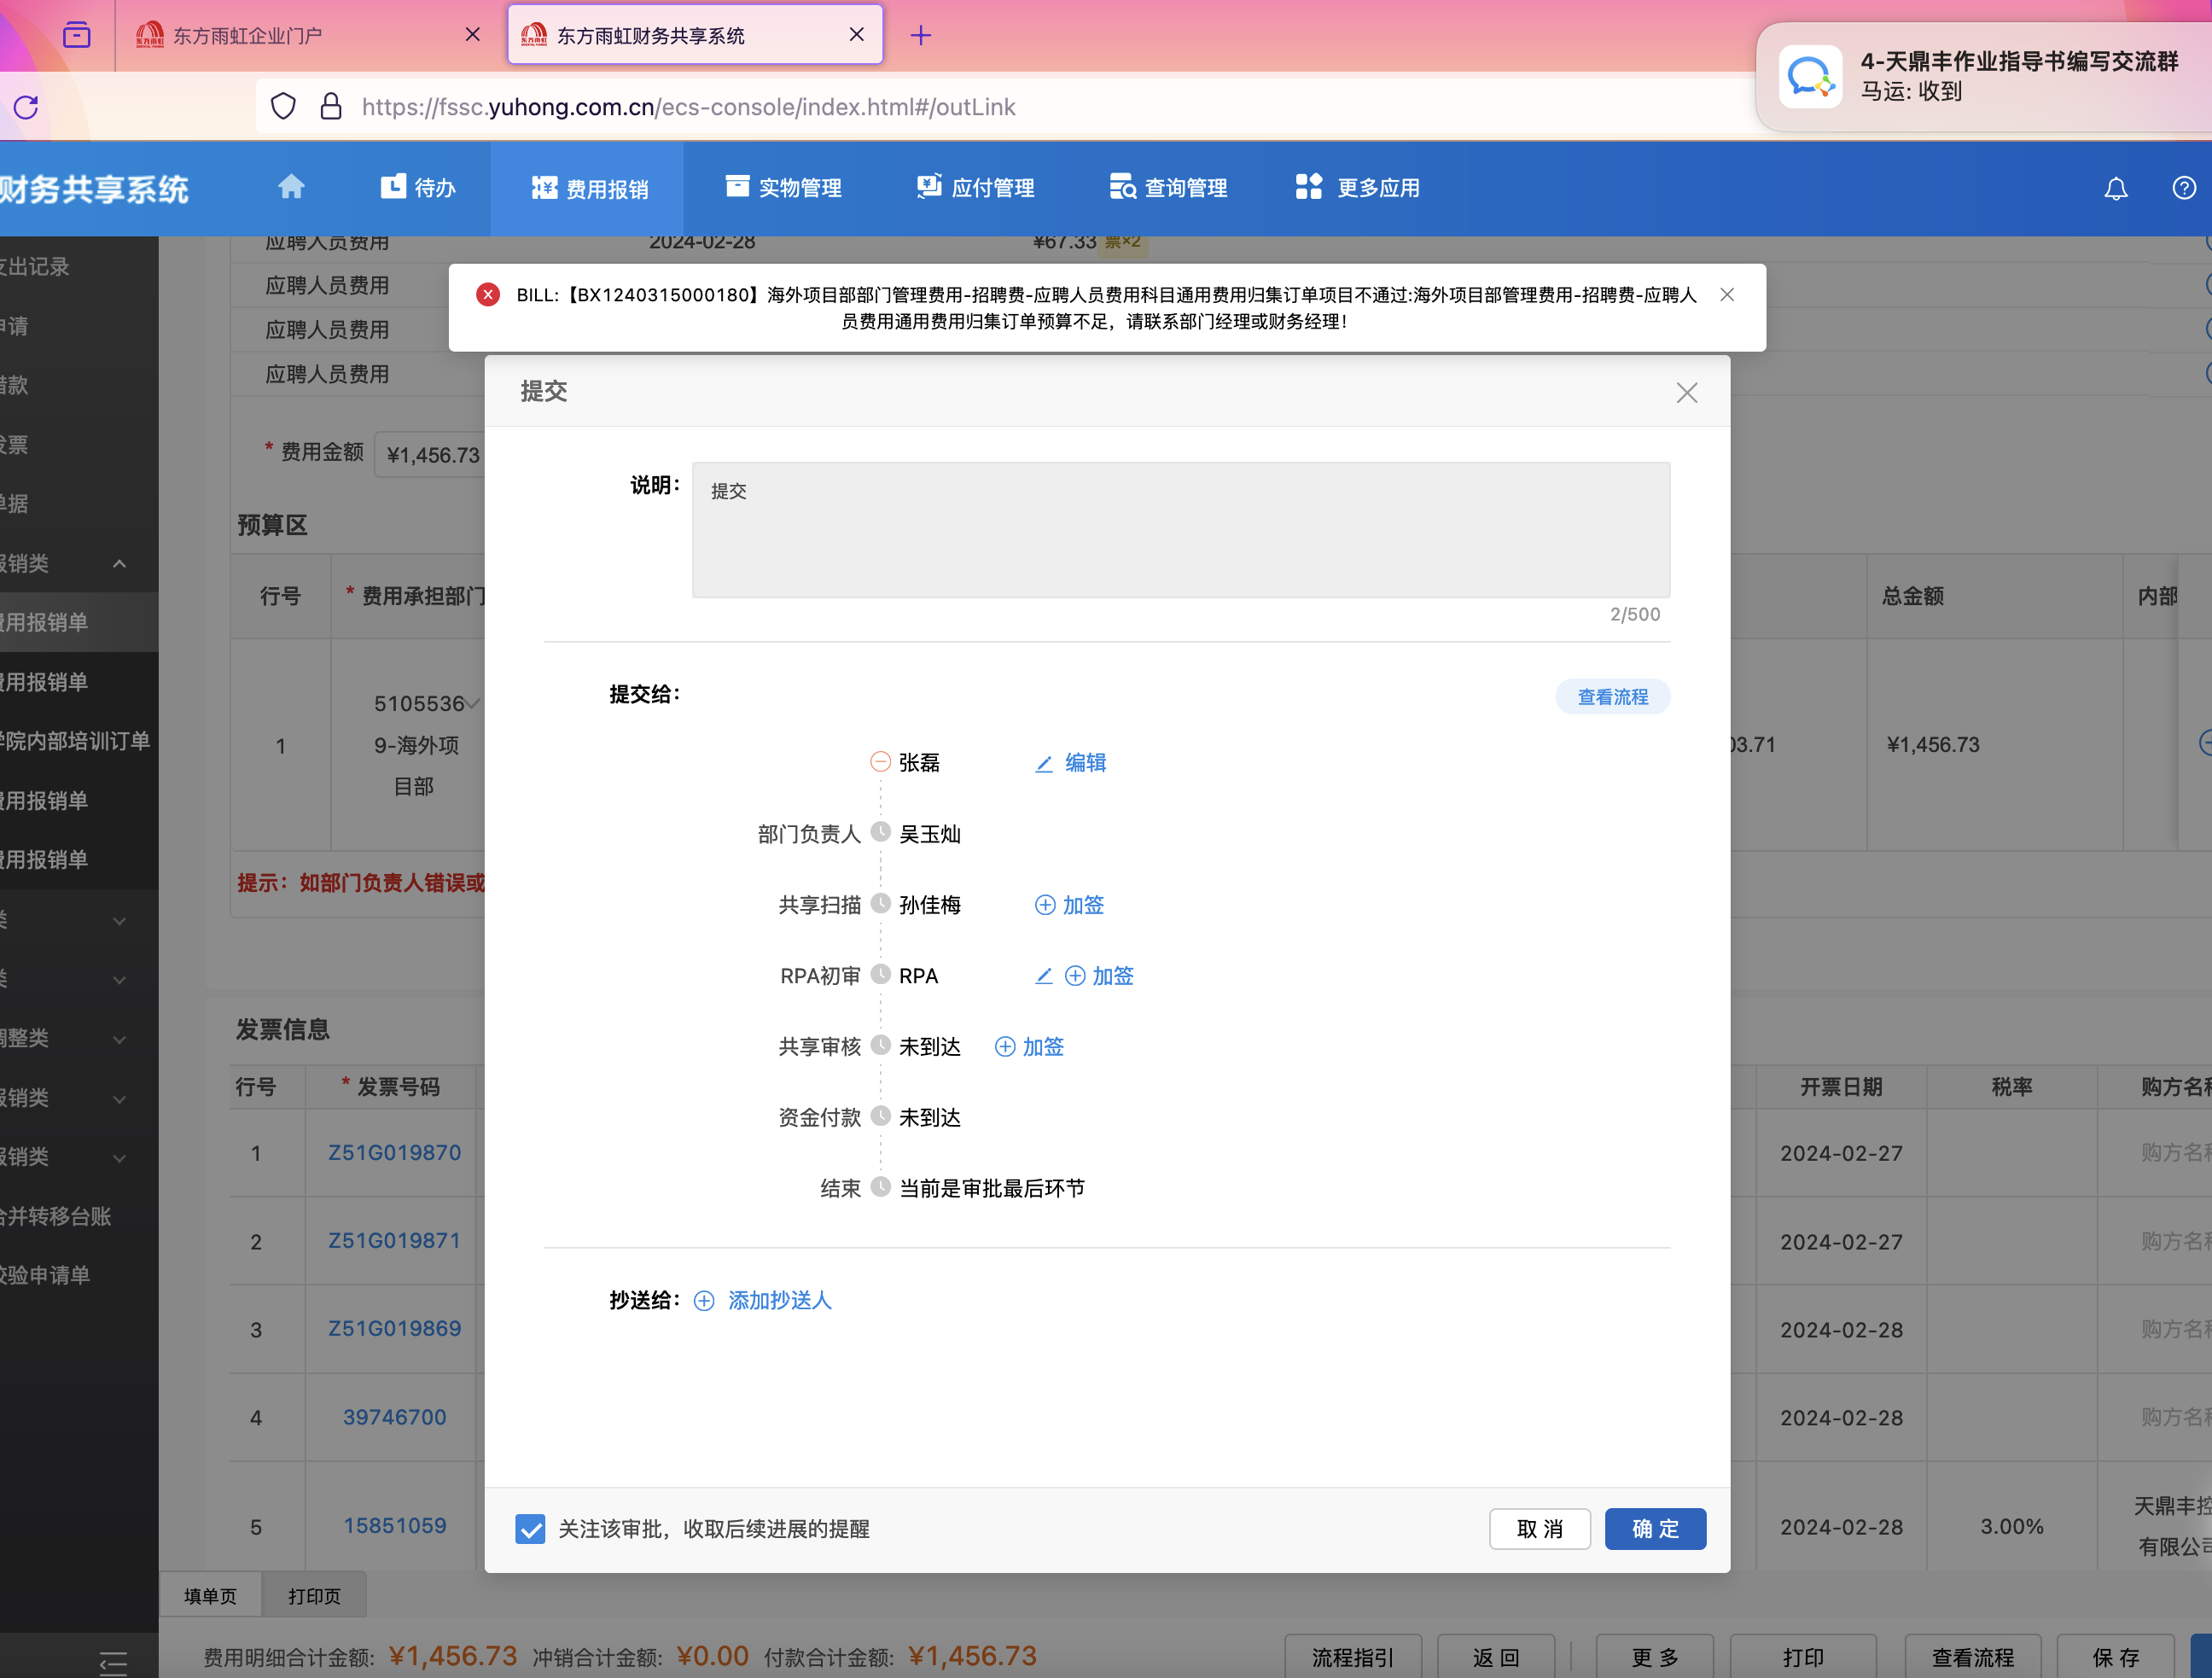 东方雨虹企业门户
东方雨虹财务共享系统
4-天鼎丰作业指导书编写交流群
马运: 收到
https://fssc.yuhong.com.cn/ecs-console/index.html#/outLink
财务共享系统
待办
费用报销
实物管理
应付管理
查询管理
更多应用
支出记录
申请
借款
发票
单据
报销类
费用报销单
费用报销单
学院内部培训订单
费用报销单
费用报销单
类
类
调整类
报销类
报销类
合并转移台账
校验申请单
应聘人员费用 2024-02-28 ¥67.33 票×2
应聘人员费用
应聘人员费用
应聘人员费用
BILL:【BX1240315000180】海外项目部部门管理费用-招聘费-应聘人员费用科目通用费用归集订单项目不通过:海外项目部管理费用-招聘费-应聘人
员费用通用费用归集订单预算不足，请联系部门经理或财务经理！
* 费用金额 ¥1,456.73
预算区
行号 * 费用承担部门 总金额 内部
1 5105536
9-海外项
目部
03.71 ¥1,456.73
提示：如部门负责人错误或
提交
说明：
提交
2/500
提交给：
查看流程
张磊 编辑
部门负责人 吴玉灿
共享扫描 孙佳梅 加签
RPA初审 RPA 加签
共享审核 未到达 加签
资金付款 未到达
结束 当前是审批最后环节
抄送给： 添加抄送人
关注该审批，收取后续进展的提醒
取 消 确 定
发票信息
行号 * 发票号码 开票日期 税率 购方名称
1 Z51G019870 2024-02-27 购方名称
2 Z51G019871 2024-02-27 购方名称
3 Z51G019869 2024-02-28 购方名称
4 39746700 2024-02-28 购方名称
5 15851059 2024-02-28 3.00% 天鼎丰控
有限公司
填单页 打印页
费用明细合计金额: ¥1,456.73 冲销合计金额: ¥0.00 付款合计金额: ¥1,456.73
流程指引 返 回 更 多 打印 查看流程 保 存